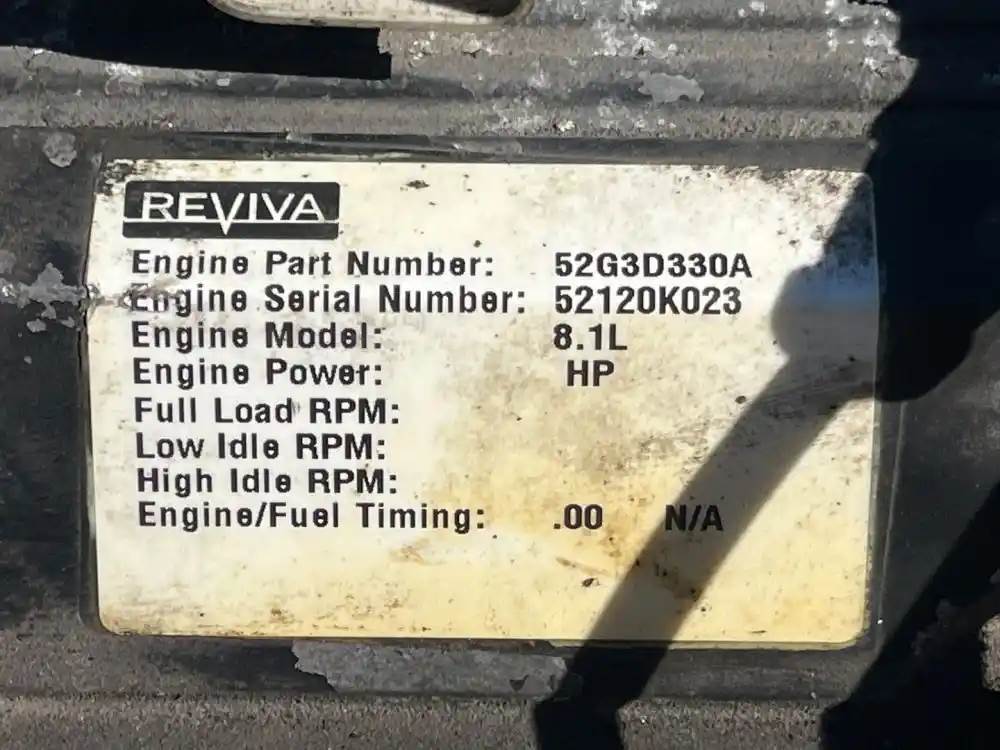 REVIVA
Engine Part Number: 52G3D330A
Engine Serial Number: 52120K023
Engine Model: 8.1L
Engine Power: HP
Full Load RPM:
Low Idle RPM:
High Idle RPM:
Engine/Fuel Timing: .00 N/A